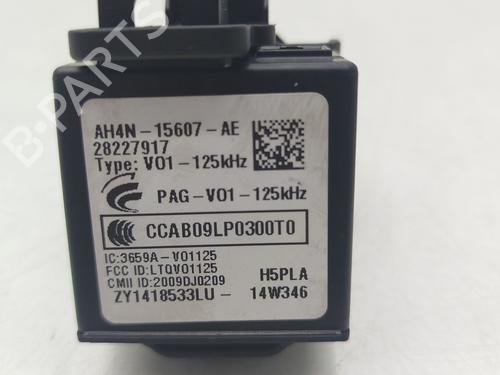 AH4N-15607-AE
28227917
Type: V01-125kHz
PAG-V01-125kHz
CCAB09LP0300T0
IC:3659A-V01125
FCC ID:LTQV01125
CMII ID:2009DJ0209
H5PLA
ZY1418533LU- 14W346
B-PARTS